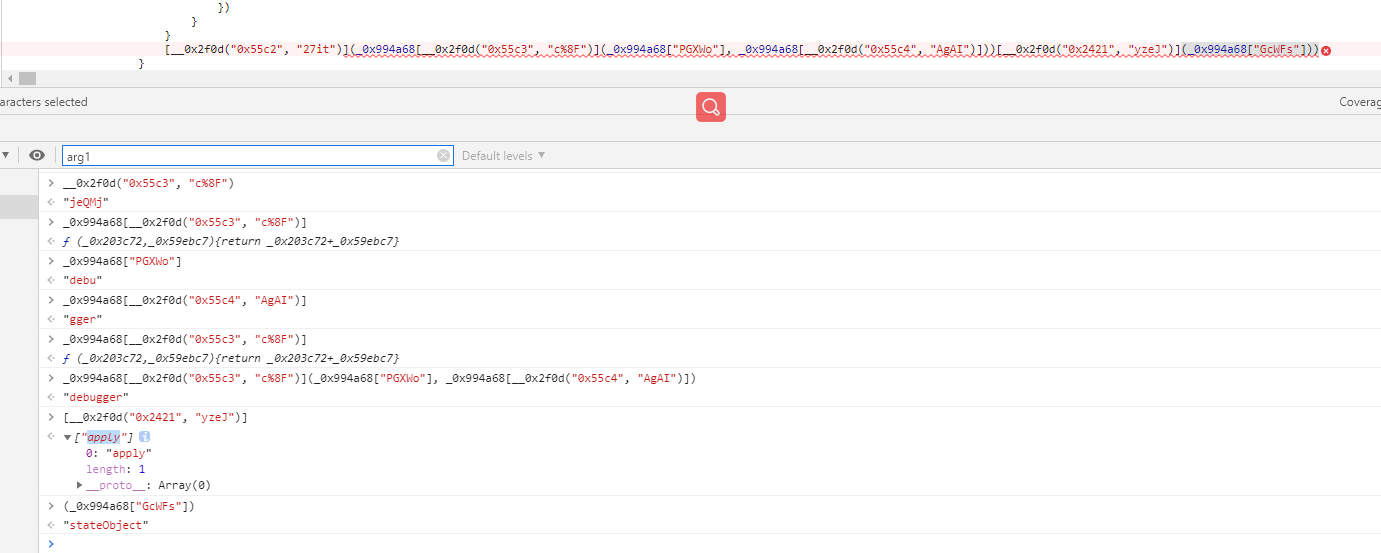 })
}
}
[__0x2f0d("0x55c2", "27it")](_0x994a68[__0x2f0d("0x55c3", "c%8F")](_0x994a68["PGXWo"], _0x994a68[__0x2f0d("0x55c4", "AgAI")]))[__0x2f0d("0x2421", "yzeJ")](_0x994a68["GcWFs"]))
}
aracters selected
Coverag
arg1
Default levels
__0x2f0d("0x55c3", "c%8F")
"jeQMj"
_0x994a68[__0x2f0d("0x55c3", "c%8F")]
ƒ (_0x203c72,_0x59ebc7){return _0x203c72+_0x59ebc7}
_0x994a68["PGXWo"]
"debu"
_0x994a68[__0x2f0d("0x55c4", "AgAI")]
"gger"
_0x994a68[__0x2f0d("0x55c3", "c%8F")]
ƒ (_0x203c72,_0x59ebc7){return _0x203c72+_0x59ebc7}
_0x994a68[__0x2f0d("0x55c3", "c%8F")](_0x994a68["PGXWo"], _0x994a68[__0x2f0d("0x55c4", "AgAI")])
"debugger"
[__0x2f0d("0x2421", "yzeJ")]
["apply"]
0: "apply"
length: 1
__proto__: Array(0)
(_0x994a68["GcWFs"])
"stateObject"